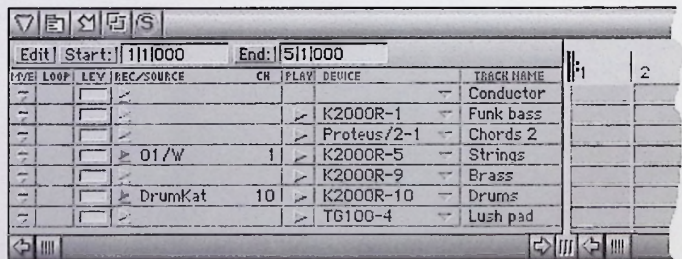 S
Edit Start: 1|1|000 End: 5|1|000
MVE LOOP LEV REC/SOURCE CH PLAY DEVICE TRACK NAME 1 2
Conductor
K2000R-1 Funk bass
Proteus/2-1 Chords 2
01/W 1 K2000R-5 Strings
K2000R-9 Brass
DrumKat 10 K2000R-10 Drums
TG100-4 Lush pad